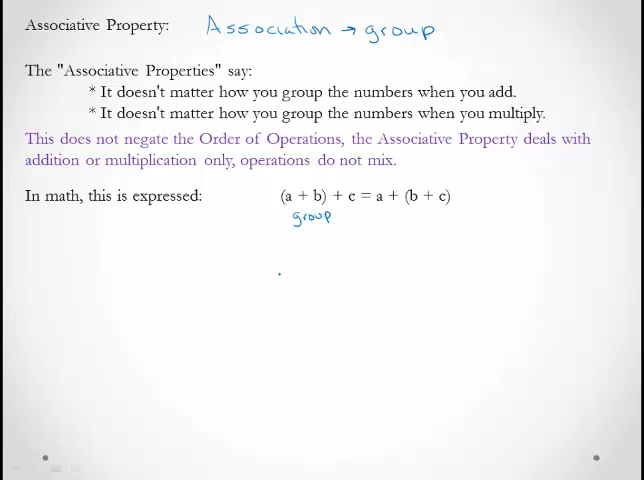 Associative Property: Association → group
The "Associative Properties" say:
* It doesn't matter how you group the numbers when you add.
* It doesn't matter how you group the numbers when you multiply.
This does not negate the Order of Operations, the Associative Property deals with
addition or multiplication only, operations do not mix.
In math, this is expressed: (a + b) + c = a + (b + c)
group